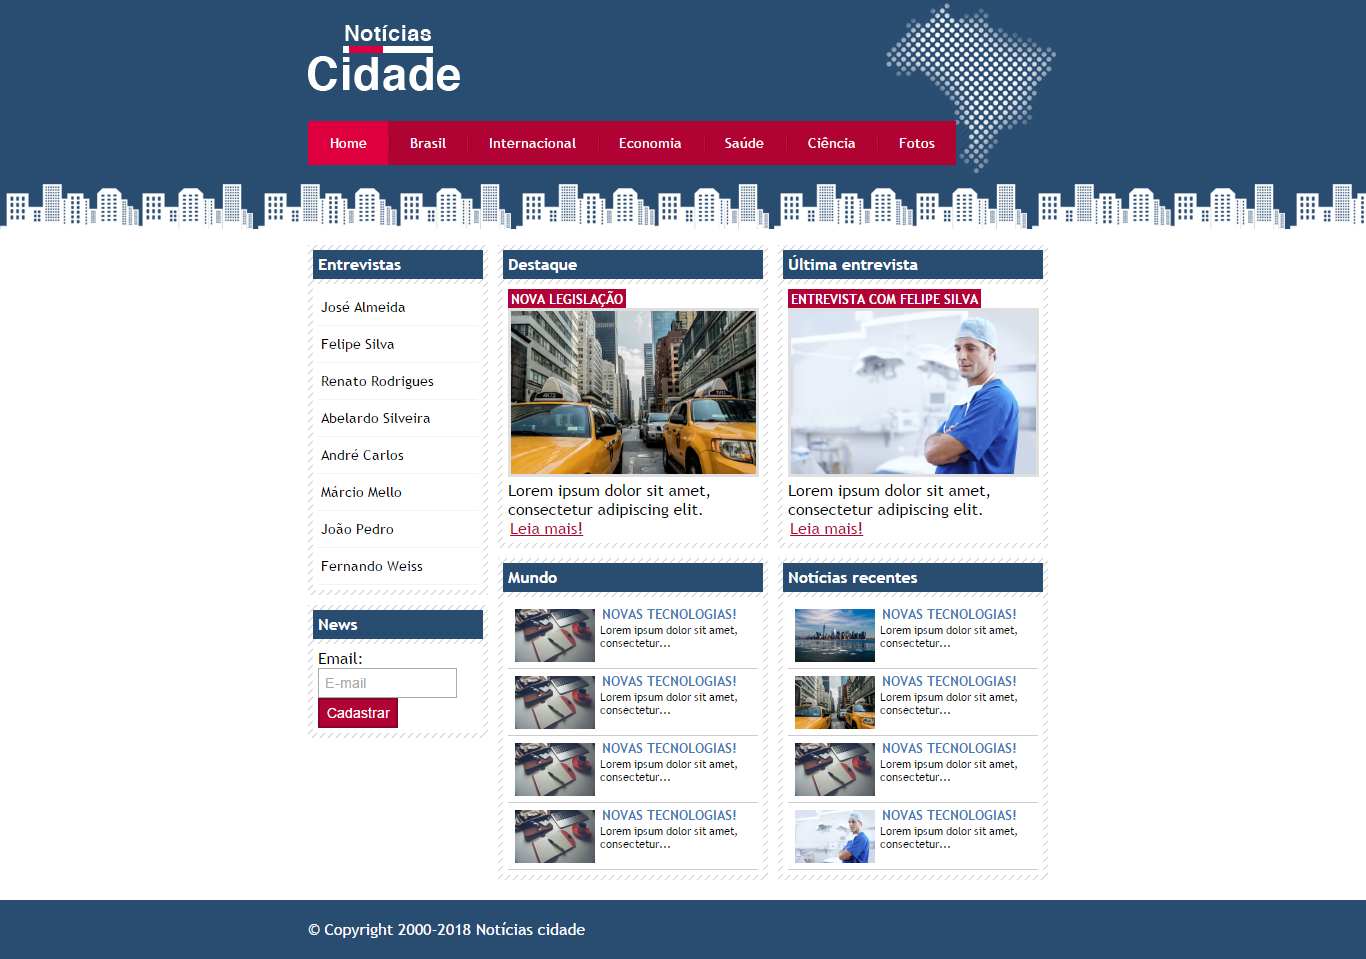 Notícias
Cidade
Home Brasil Internacional Economia Saúde Ciência Fotos
Entrevistas
José Almeida
Felipe Silva
Renato Rodrigues
Abelardo Silveira
André Carlos
Márcio Mello
João Pedro
Fernando Weiss
News
Email:
E-mail
Cadastrar
Destaque
NOVA LEGISLAÇÃO
Lorem ipsum dolor sit amet,
consectetur adipiscing elit.
Leia mais!
Última entrevista
ENTREVISTA COM FELIPE SILVA
Lorem ipsum dolor sit amet,
consectetur adipiscing elit.
Leia mais!
Mundo
NOVAS TECNOLOGIAS!
Lorem ipsum dolor sit amet,
consectetur...
NOVAS TECNOLOGIAS!
Lorem ipsum dolor sit amet,
consectetur...
NOVAS TECNOLOGIAS!
Lorem ipsum dolor sit amet,
consectetur...
NOVAS TECNOLOGIAS!
Lorem ipsum dolor sit amet,
consectetur...
Notícias recentes
NOVAS TECNOLOGIAS!
Lorem ipsum dolor sit amet,
consectetur...
NOVAS TECNOLOGIAS!
Lorem ipsum dolor sit amet,
consectetur...
NOVAS TECNOLOGIAS!
Lorem ipsum dolor sit amet,
consectetur...
NOVAS TECNOLOGIAS!
Lorem ipsum dolor sit amet,
consectetur...
© Copyright 2000-2018 Notícias cidade